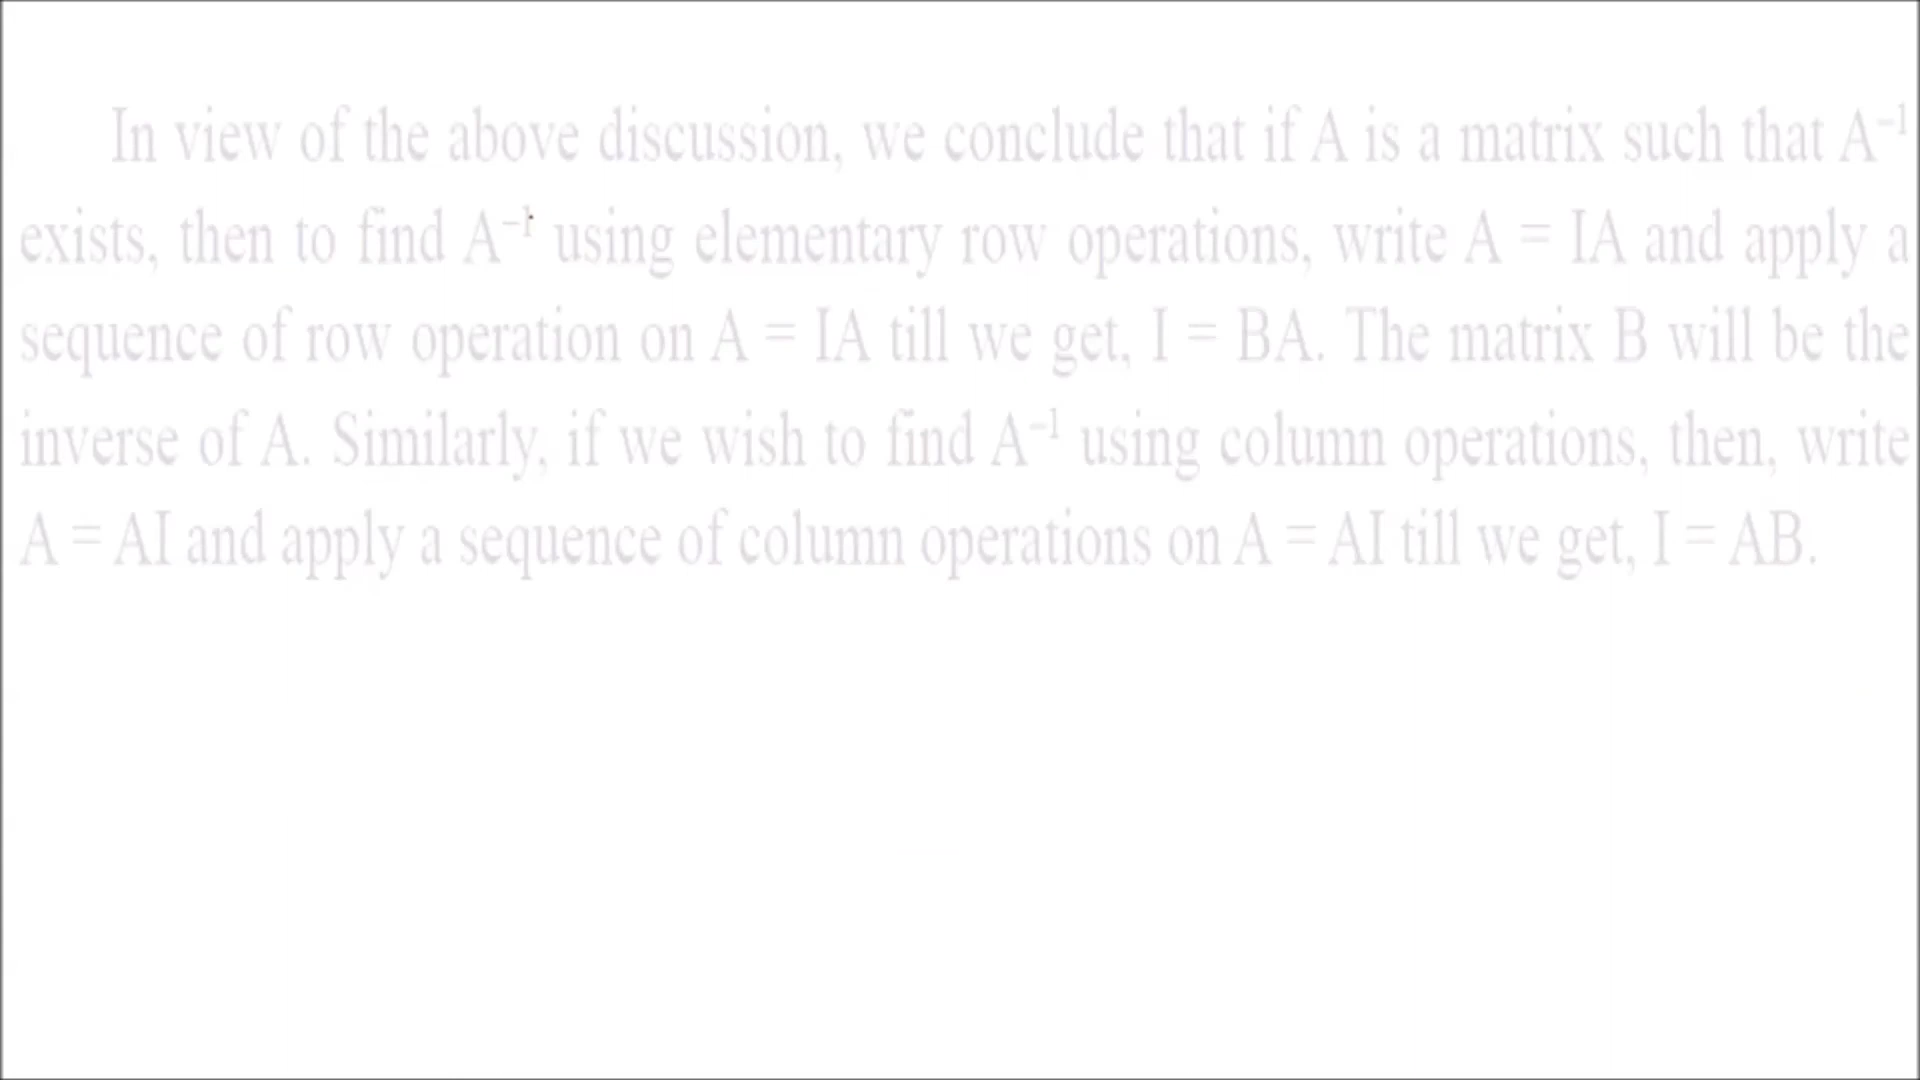 In view of the above discussion, we conclude that if A is a matrix such that A⁻¹
exists, then to find A⁻¹ using elementary row operations, write A = IA and apply a
sequence of row operation on A = IA till we get, I = BA. The matrix B will be the
inverse of A. Similarly, if we wish to find A⁻¹ using column operations, then, write
A = AI and apply a sequence of column operations on A = AI till we get, I = AB.